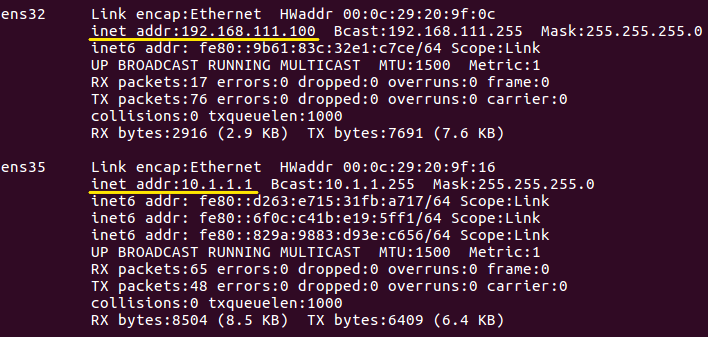 ens32 Link encap:Ethernet HWaddr 00:0c:29:20:9f:0c
inet addr:192.168.111.100 Bcast:192.168.111.255 Mask:255.255.255.0
inet6 addr: fe80::9b61:83c:32e1:c7ce/64 Scope:Link
UP BROADCAST RUNNING MULTICAST MTU:1500 Metric:1
RX packets:17 errors:0 dropped:0 overruns:0 frame:0
TX packets:76 errors:0 dropped:0 overruns:0 carrier:0
collisions:0 txqueuelen:1000
RX bytes:2916 (2.9 KB) TX bytes:7691 (7.6 KB)
ens35 Link encap:Ethernet HWaddr 00:0c:29:20:9f:16
inet addr:10.1.1.1 Bcast:10.1.1.255 Mask:255.255.255.0
inet6 addr: fe80::d263:e715:31fb:a717/64 Scope:Link
inet6 addr: fe80::6f0c:c41b:e19:5ff1/64 Scope:Link
inet6 addr: fe80::829a:9883:d93e:c656/64 Scope:Link
UP BROADCAST RUNNING MULTICAST MTU:1500 Metric:1
RX packets:65 errors:0 dropped:0 overruns:0 frame:0
TX packets:48 errors:0 dropped:0 overruns:0 carrier:0
collisions:0 txqueuelen:1000
RX bytes:8504 (8.5 KB) TX bytes:6409 (6.4 KB)